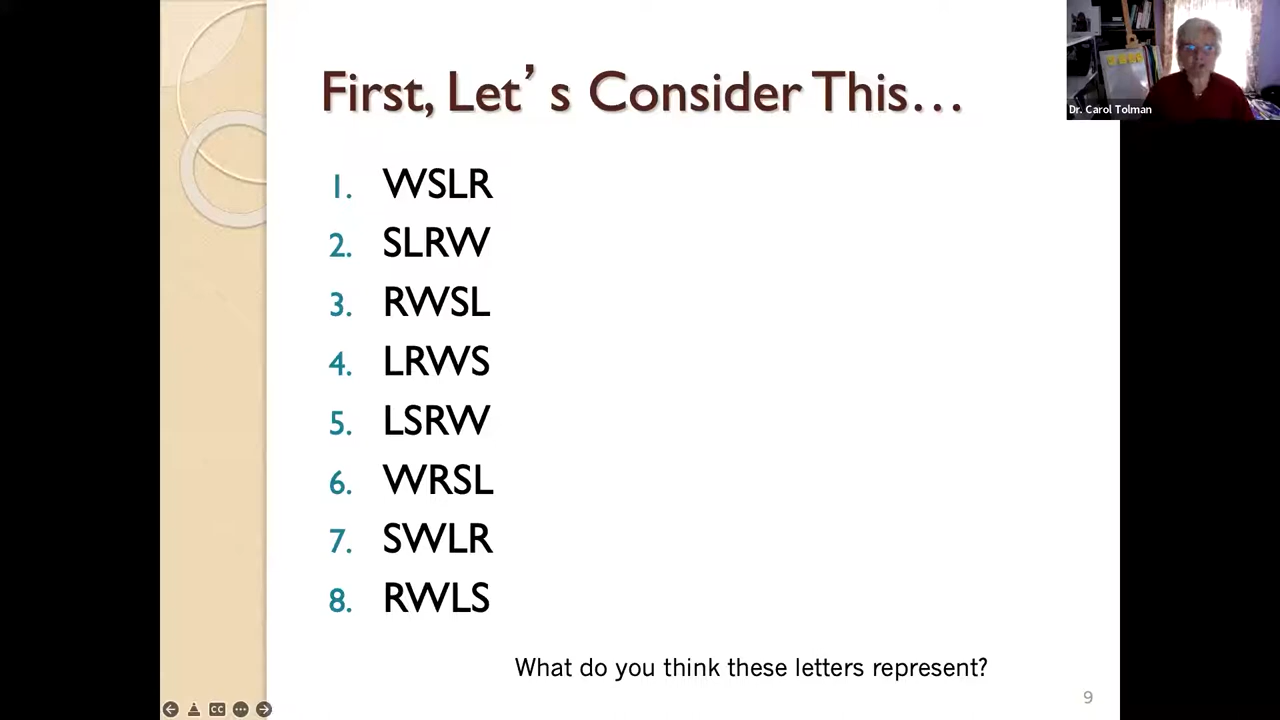 First, Let’s Consider This…
1. WSLR
2. SLRW
3. RWSL
4. LRWS
5. LSRW
6. WRSL
7. SWLR
8. RWLS
What do you think these letters represent?
9
Dr. Carol Tolman
CC